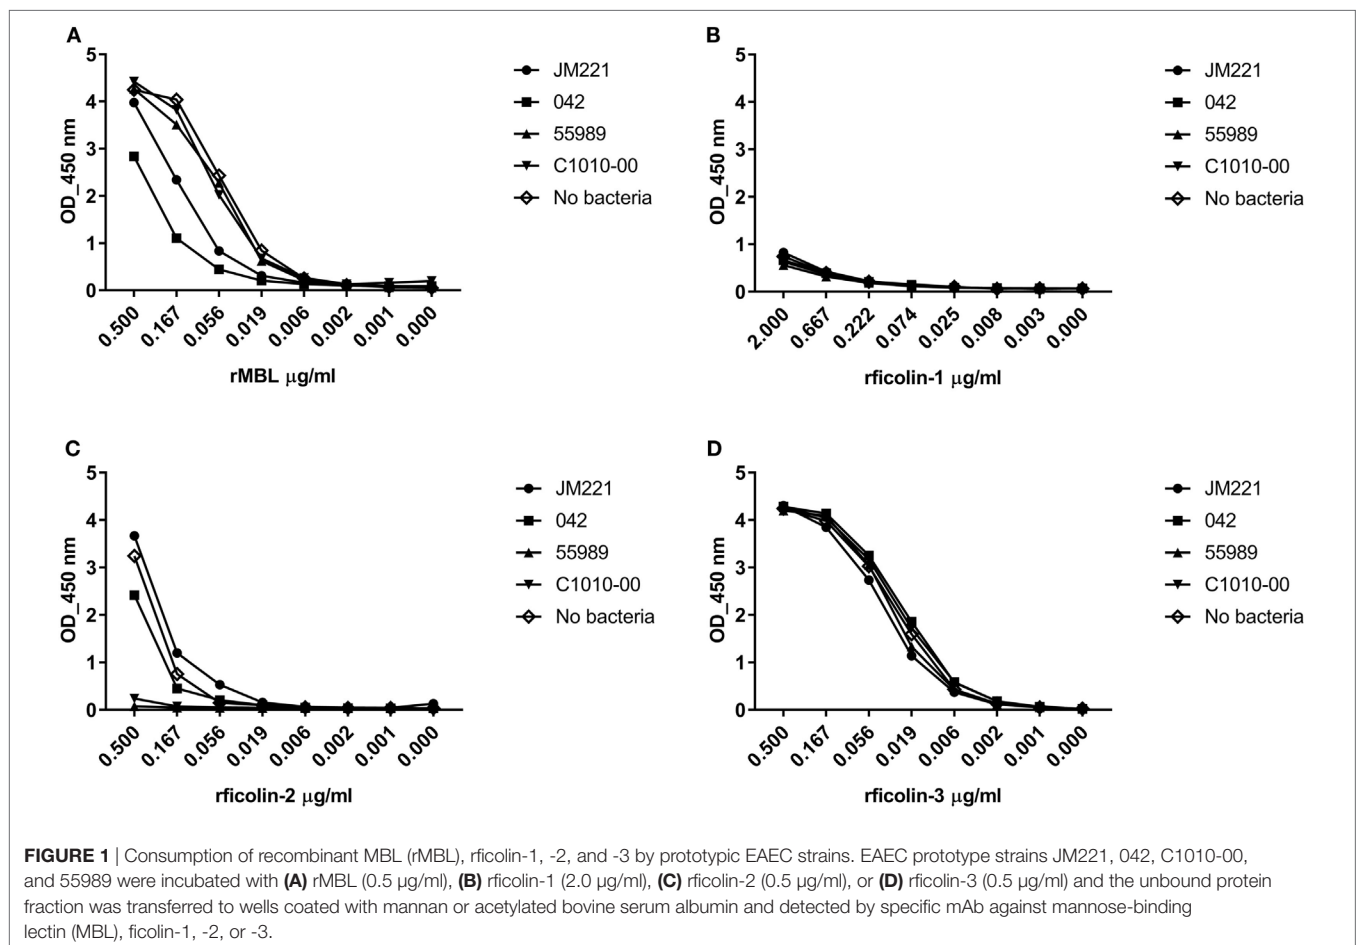 A
5
4
3
2
1
0
OD_450 nm
0.500
0.167
0.056
0.019
0.006
0.002
0.001
0.000
rMBL μg/ml
JM221
042
55989
C1010-00
No bacteria
B
5
4
3
2
1
0
OD_450 nm
2.000
0.667
0.222
0.074
0.025
0.008
0.003
0.000
rficolin-1 μg/ml
JM221
042
55989
C1010-00
No bacteria
C
5
4
3
2
1
0
OD_450 nm
0.500
0.167
0.056
0.019
0.006
0.002
0.001
0.000
rficolin-2 μg/ml
JM221
042
55989
C1010-00
No bacteria
D
5
4
3
2
1
0
OD_450 nm
0.500
0.167
0.056
0.019
0.006
0.002
0.001
0.000
rficolin-3 μg/ml
JM221
042
55989
C1010-00
No bacteria
FIGURE 1 | Consumption of recombinant MBL (rMBL), rficolin-1, -2, and -3 by prototypic EAEC strains. EAEC prototype strains JM221, 042, C1010-00,
and 55989 were incubated with (A) rMBL (0.5 μg/ml), (B) rficolin-1 (2.0 μg/ml), (C) rficolin-2 (0.5 μg/ml), or (D) rficolin-3 (0.5 μg/ml) and the unbound protein
fraction was transferred to wells coated with mannan or acetylated bovine serum albumin and detected by specific mAb against mannose-binding
lectin (MBL), ficolin-1, -2, or -3.